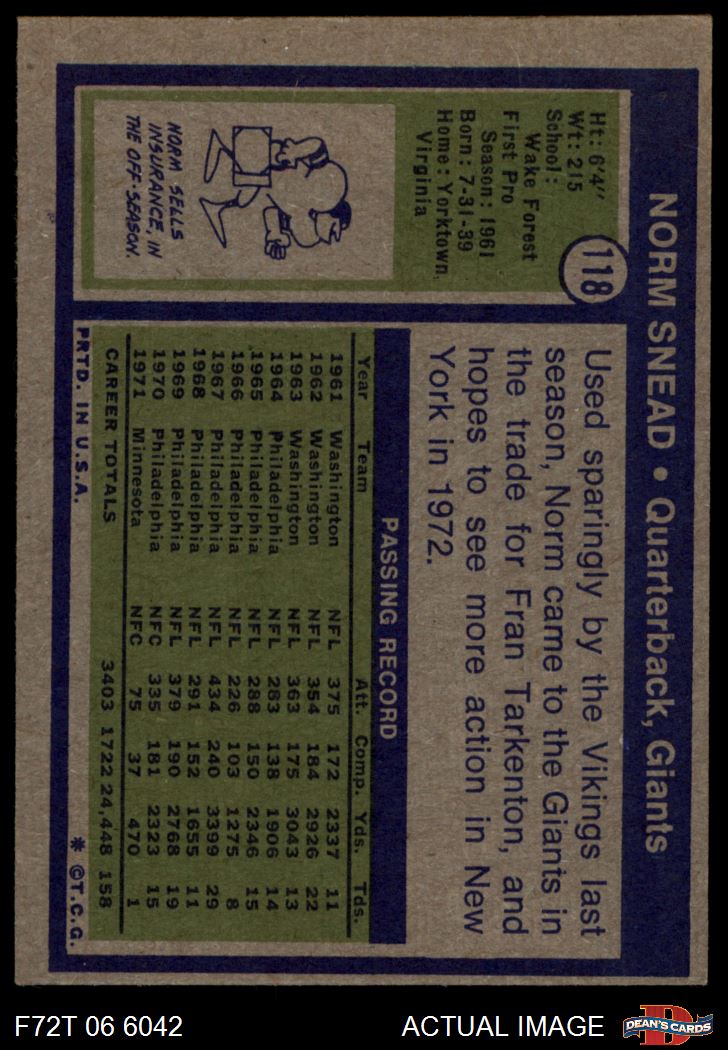 NORM SNEAD • Quarterback, Giants
118
Ht: 6'4"
Wt: 215
School:
Wake Forest
First Pro
Season: 1961
Born: 7-31-39
Home: Yorktown,
Virginia
NORM SELLS
INSURANCE, IN
THE OFF-SEASON.
Used sparingly by the Vikings last
season, Norm came to the Giants in
the trade for Fran Tarkenton, and
hopes to see more action in New
York in 1972.
PASSING RECORD
Year Team Att. Comp. Yds. Tds.
1961 Washington NFL 375 172 2337 11
1962 Washington NFL 354 184 2926 22
1963 Washington NFL 363 175 3043 13
1964 Philadelphia NFL 283 138 1906 14
1965 Philadelphia NFL 288 150 2346 15
1966 Philadelphia NFL 226 103 1275 8
1967 Philadelphia NFL 434 240 3399 29
1968 Philadelphia NFL 291 152 1655 11
1969 Philadelphia NFL 379 190 2768 19
1970 Philadelphia NFC 335 181 2323 15
1971 Minnesota NFC 75 37 470 1
CAREER TOTALS 3403 1722 24,448 158
PRTD. IN U.S.A. * ©T.C.G.
F72T 06 6042 ACTUAL IMAGE D DEAN'S CARDS